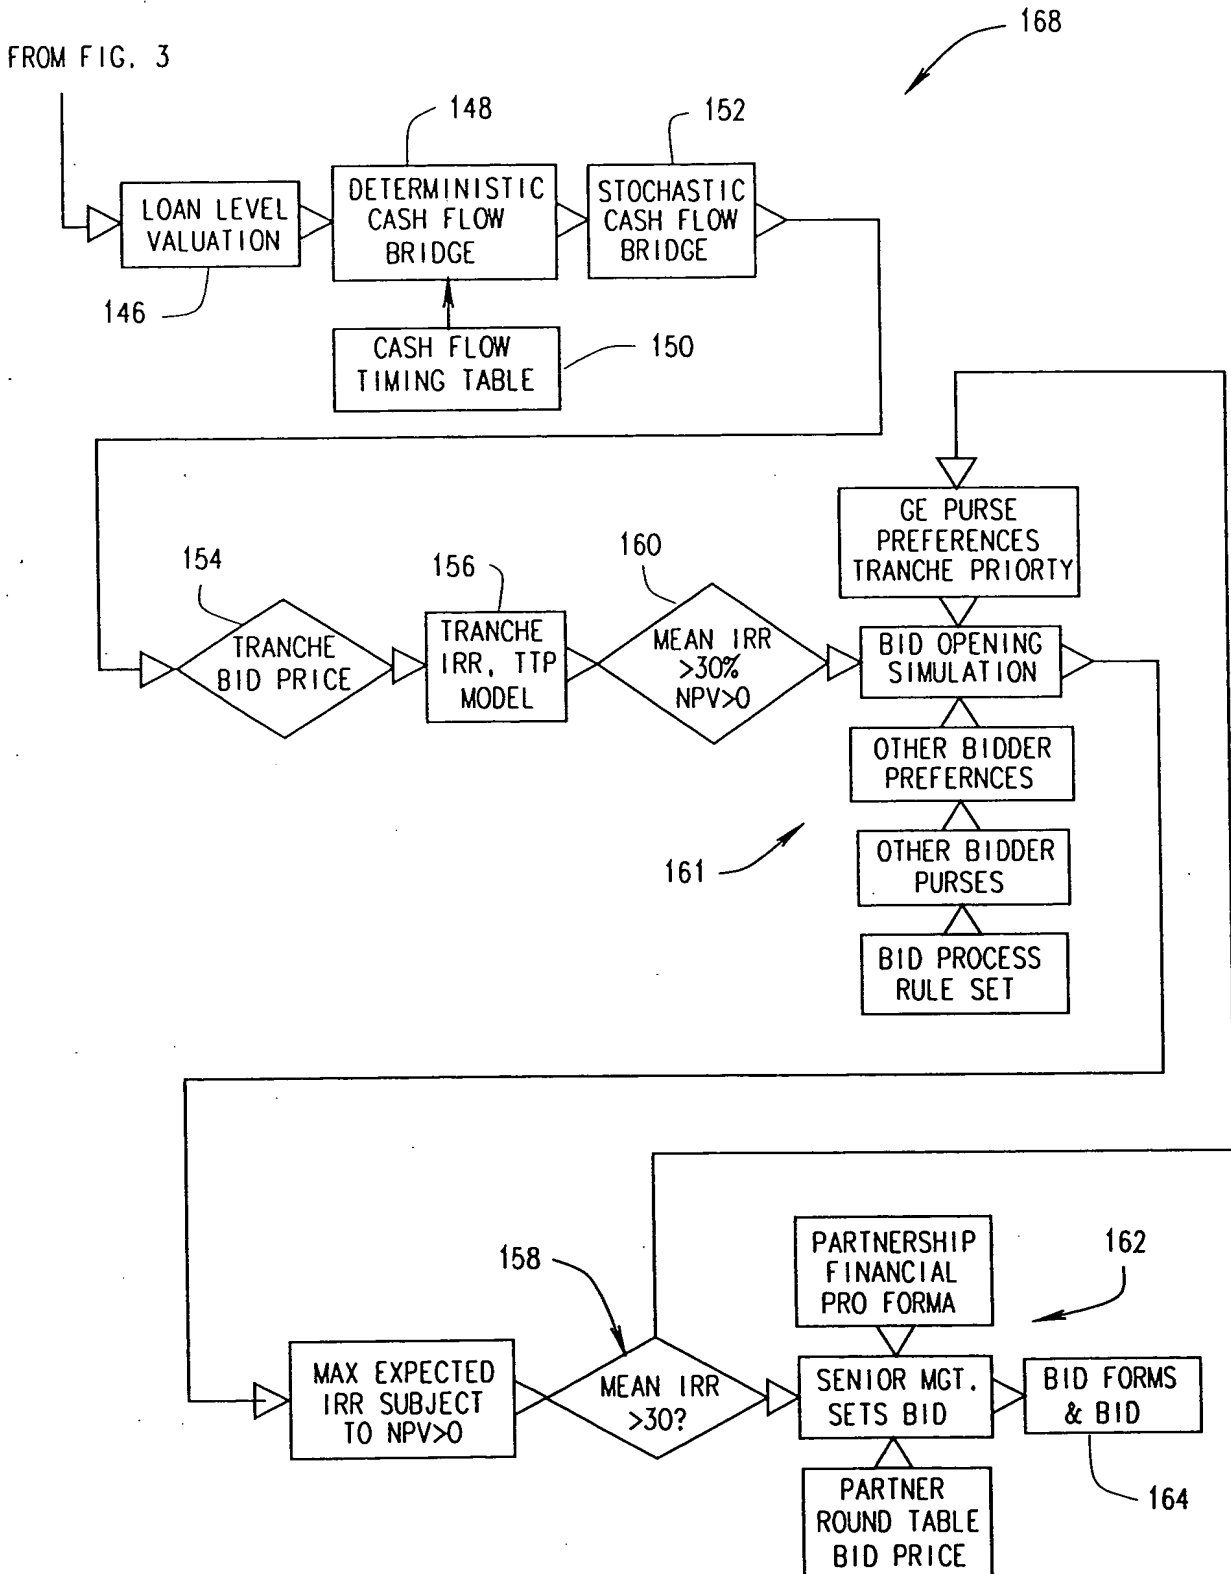 168
FROM FIG. 3
148
152
LOAN LEVEL
VALUATION
DETERMINISTIC
CASH FLOW
BRIDGE
STOCHASTIC
CASH FLOW
BRIDGE
146
CASH FLOW
TIMING TABLE
150
GE PURSE
PREFERENCES
TRANCHE PRIORTY
154
156
160
TRANCHE
BID PRICE
TRANCHE
IRR, TTP
MODEL
MEAN IRR
>30%
NPV>0
BID OPENING
SIMULATION
OTHER BIDDER
PREFERNCES
161
OTHER BIDDER
PURSES
BID PROCESS
RULE SET
158
PARTNERSHIP
FINANCIAL
PRO FORMA
162
MAX EXPECTED
IRR SUBJECT
TO NPV>0
MEAN IRR
>30?
SENIOR MGT.
SETS BID
BID FORMS
& BID
PARTNER
ROUND TABLE
BID PRICE
164